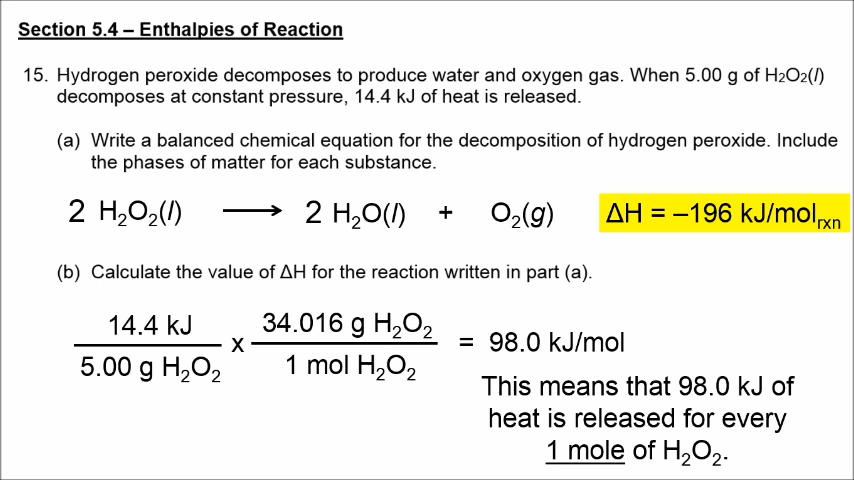 Section 5.4 – Enthalpies of Reaction
15. Hydrogen peroxide decomposes to produce water and oxygen gas. When 5.00 g of H₂O₂(l)
decomposes at constant pressure, 14.4 kJ of heat is released.
(a) Write a balanced chemical equation for the decomposition of hydrogen peroxide. Include
the phases of matter for each substance.
2 H₂O₂(l) ⟶ 2 H₂O(l) + O₂(g) ΔH = –196 kJ/molrxn
(b) Calculate the value of ΔH for the reaction written in part (a).
14.4 kJ
5.00 g H₂O₂
x
34.016 g H₂O₂
1 mol H₂O₂
= 98.0 kJ/mol
This means that 98.0 kJ of
heat is released for every
1 mole of H₂O₂.